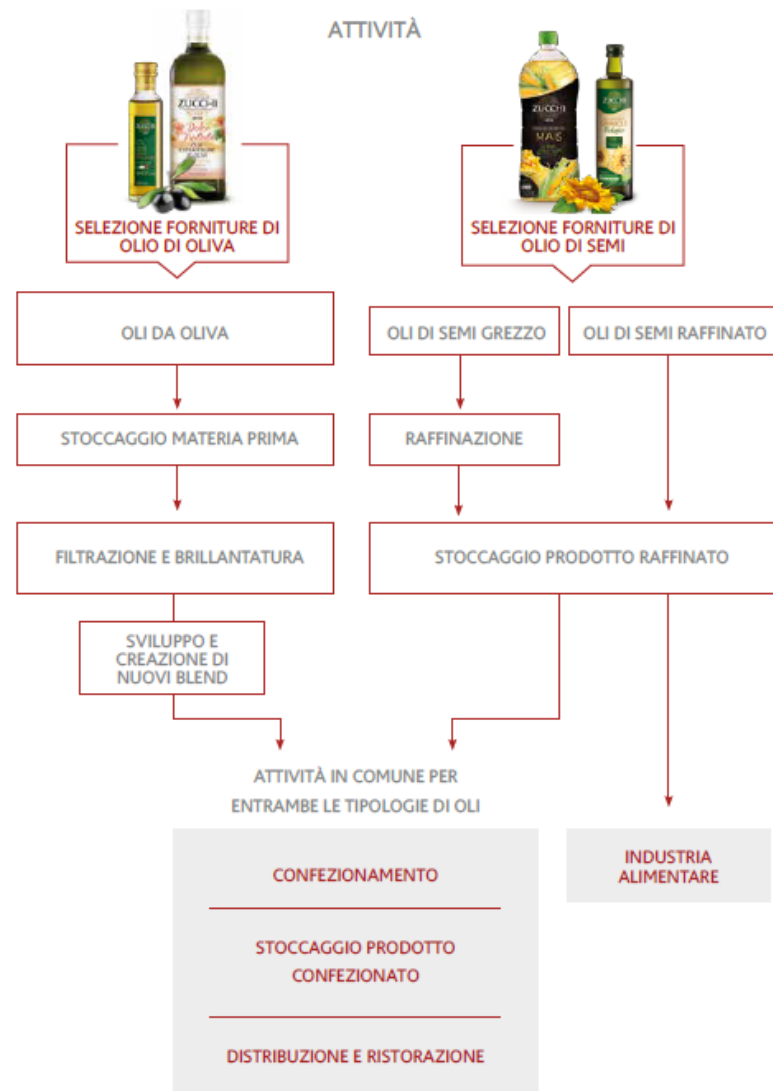 ATTIVITÀ
ZUCCHI
ZUCCHI
MAIS
ZUCCHI
SELEZIONE FORNITURE DI
OLIO DI OLIVA
SELEZIONE FORNITURE DI
OLIO DI SEMI
OLI DA OLIVA
OLI DI SEMI GREZZO
OLI DI SEMI RAFFINATO
STOCCAGGIO MATERIA PRIMA
RAFFINAZIONE
FILTRAZIONE E BRILLANTATURA
STOCCAGGIO PRODOTTO RAFFINATO
SVILUPPO E
CREAZIONE DI
NUOVI BLEND
ATTIVITÀ IN COMUNE PER
ENTRAMBE LE TIPOLOGIE DI OLI
CONFEZIONAMENTO
STOCCAGGIO PRODOTTO
CONFEZIONATO
DISTRIBUZIONE E RISTORAZIONE
INDUSTRIA
ALIMENTARE